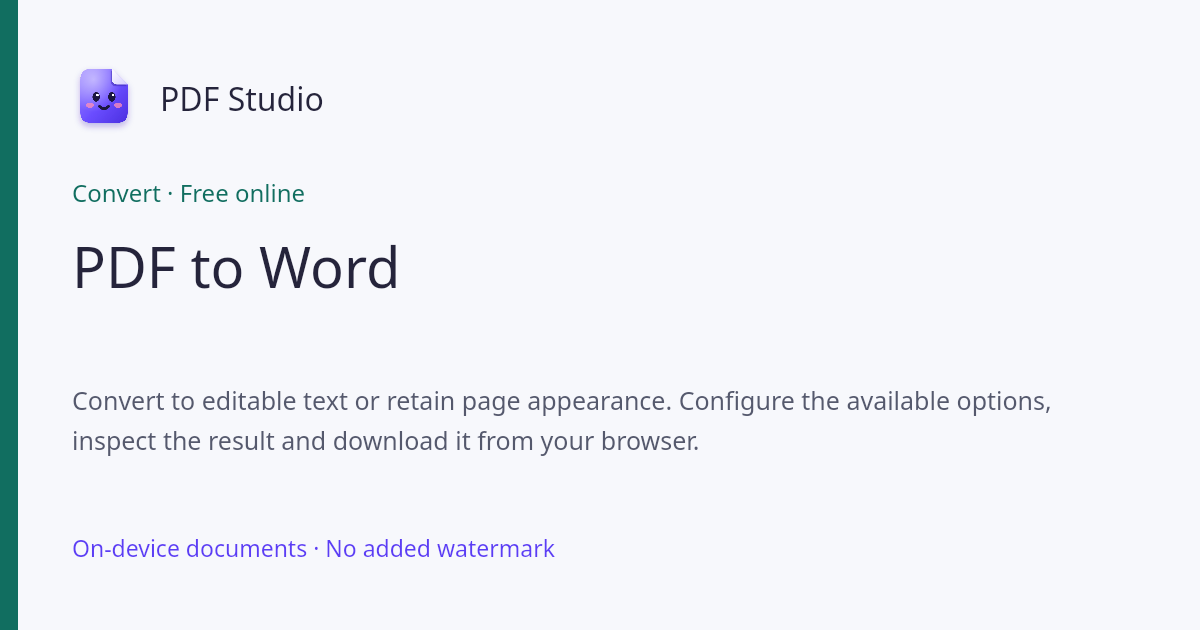 PDF Studio
Convert · Free online
PDF to Word
Convert to editable text or retain page appearance. Configure the available options,
inspect the result and download it from your browser.
On-device documents · No added watermark